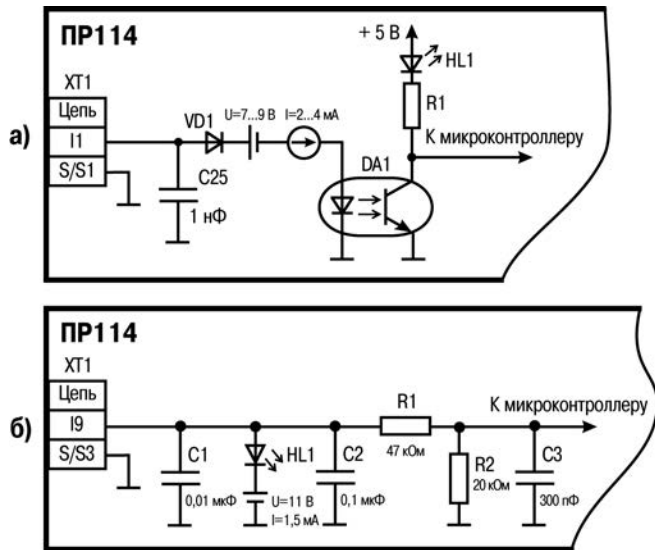 а)
ПР114
XT1
Цепь
I1
S/S1
VD1
U=7...9 В
I=2...4 мА
C25
1 нФ
DA1
+ 5 В
HL1
R1
К микроконтроллеру
б)
ПР114
XT1
Цепь
I9
S/S3
C1
0,01 мкФ
HL1
U=11 В
I=1,5 мА
C2
0,1 мкФ
R1
47 кОм
R2
20 кОм
C3
300 пФ
К микроконтроллеру